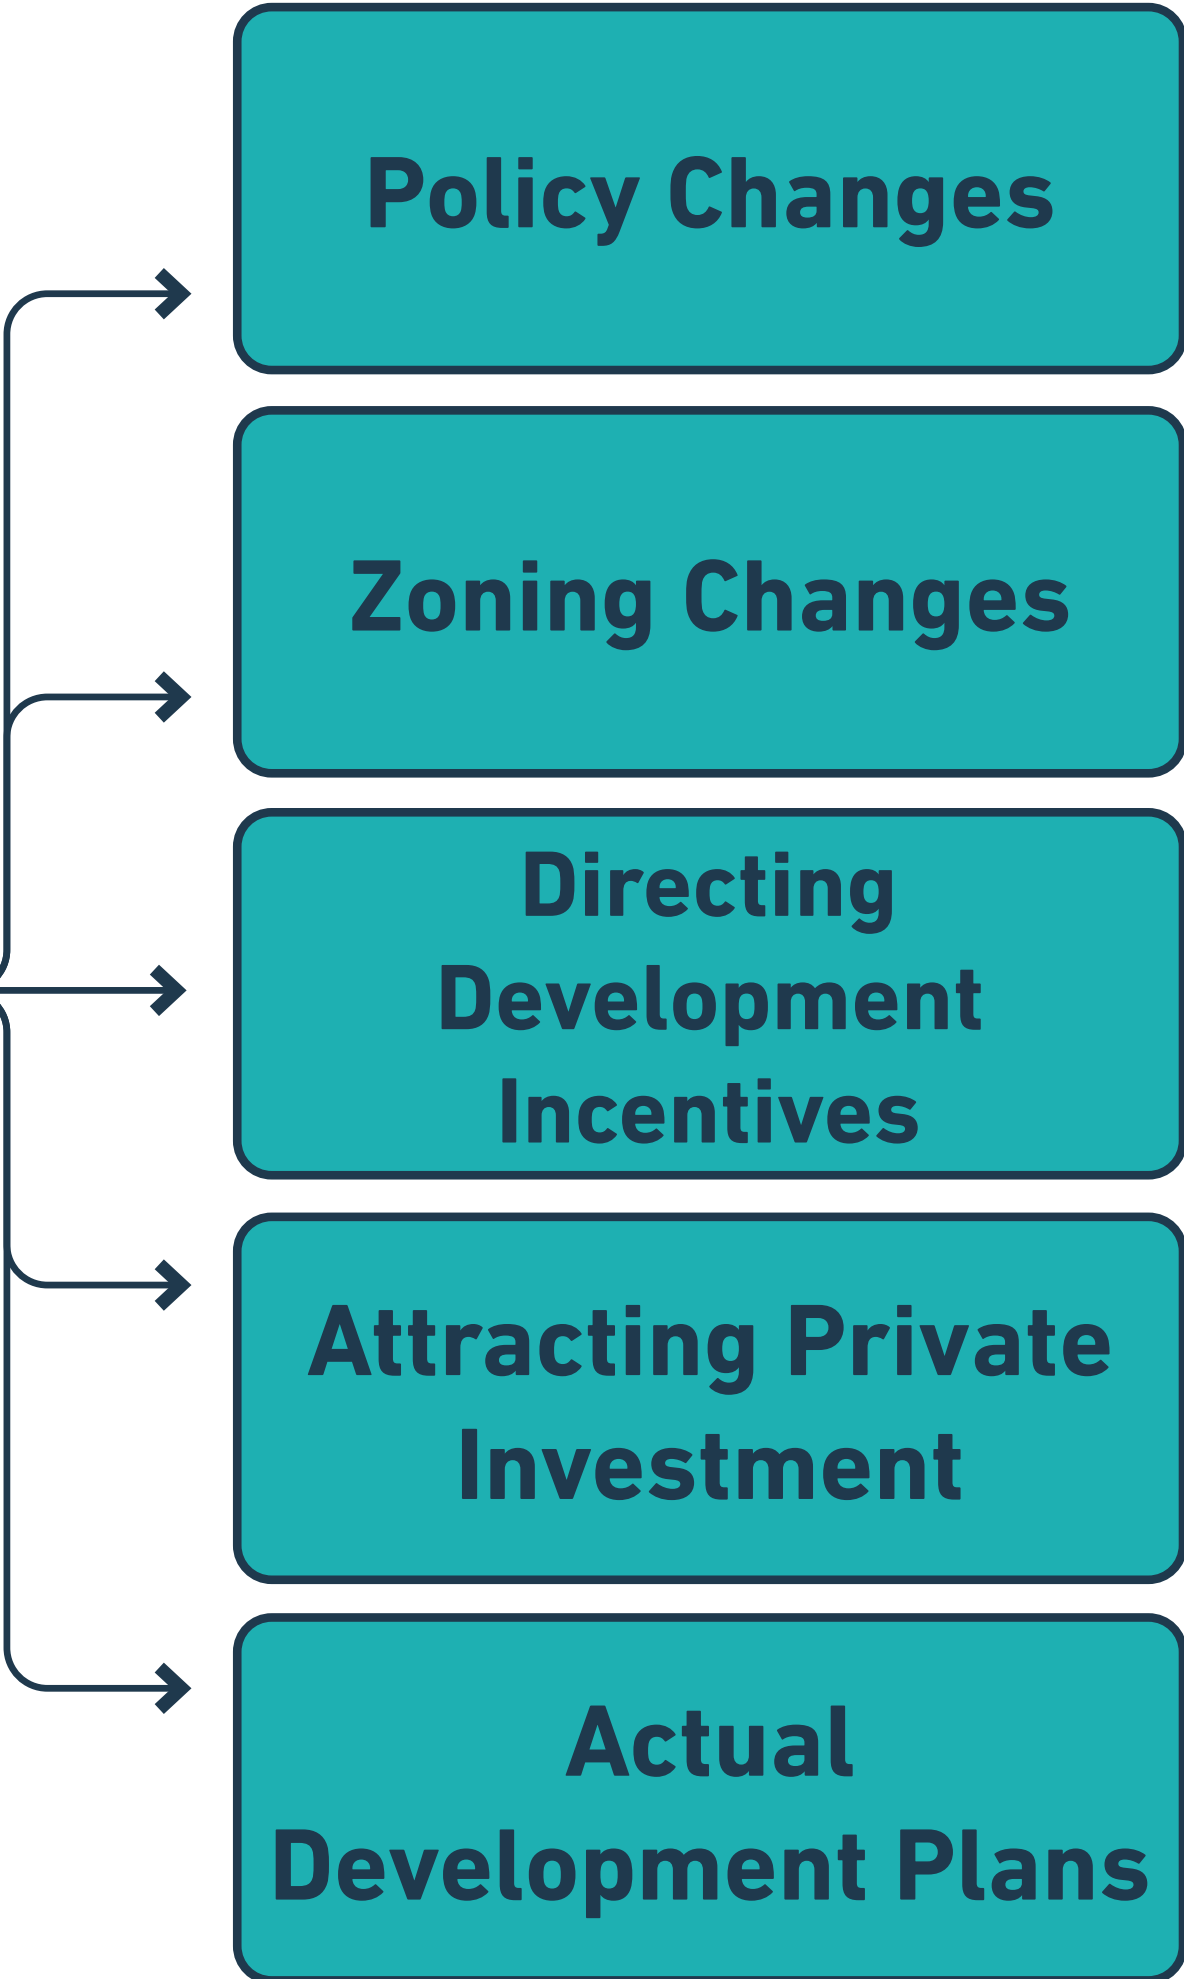 Policy Changes
Zoning Changes
Directing
Development
Incentives
Attracting Private
Investment
Actual
Development Plans